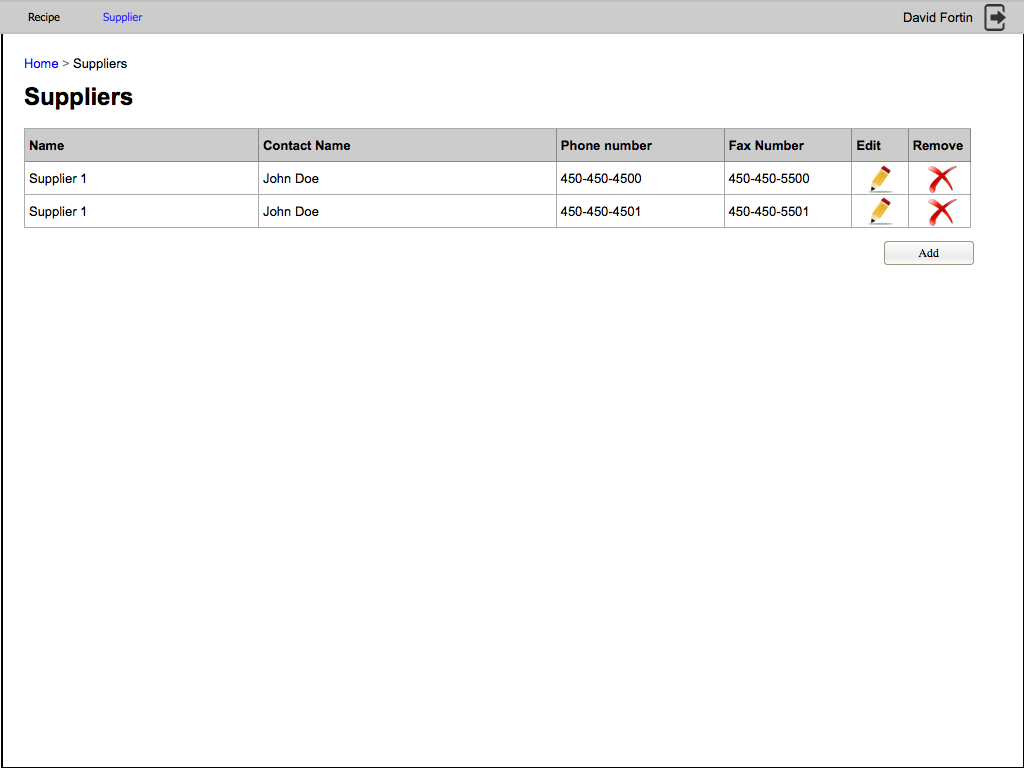 Recipe Supplier David Fortin
Home > Suppliers
Suppliers
Name Contact Name Phone number Fax Number Edit Remove
Supplier 1 John Doe 450-450-4500 450-450-5500
Supplier 1 John Doe 450-450-4501 450-450-5501
Add